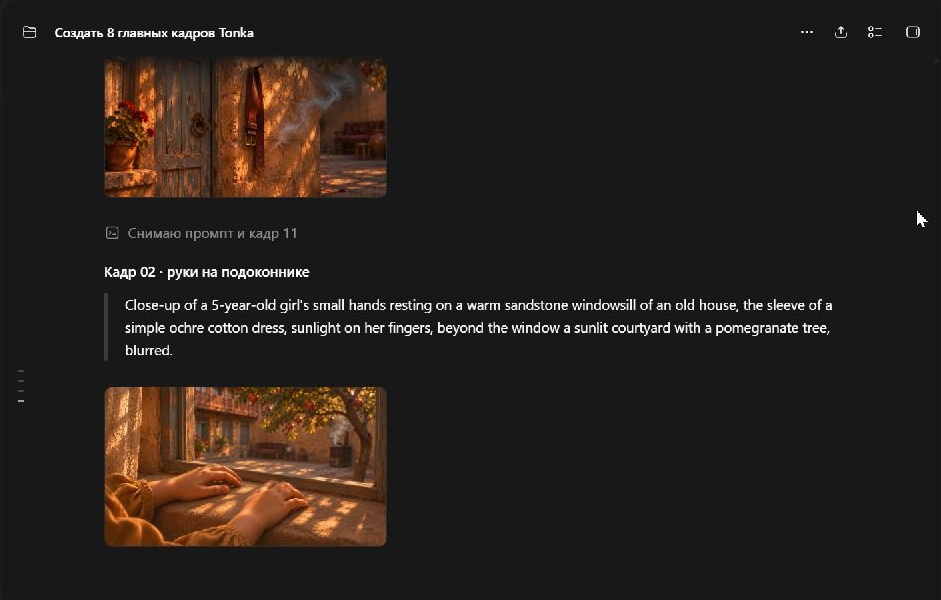 Создать 8 главных кадров Tonka
Снимаю промпт и кадр 11
Кадр 02 · руки на подоконнике
Close-up of a 5-year-old girl's small hands resting on a warm sandstone windowsill of an old house, the sleeve of a
simple ochre cotton dress, sunlight on her fingers, beyond the window a sunlit courtyard with a pomegranate tree,
blurred.